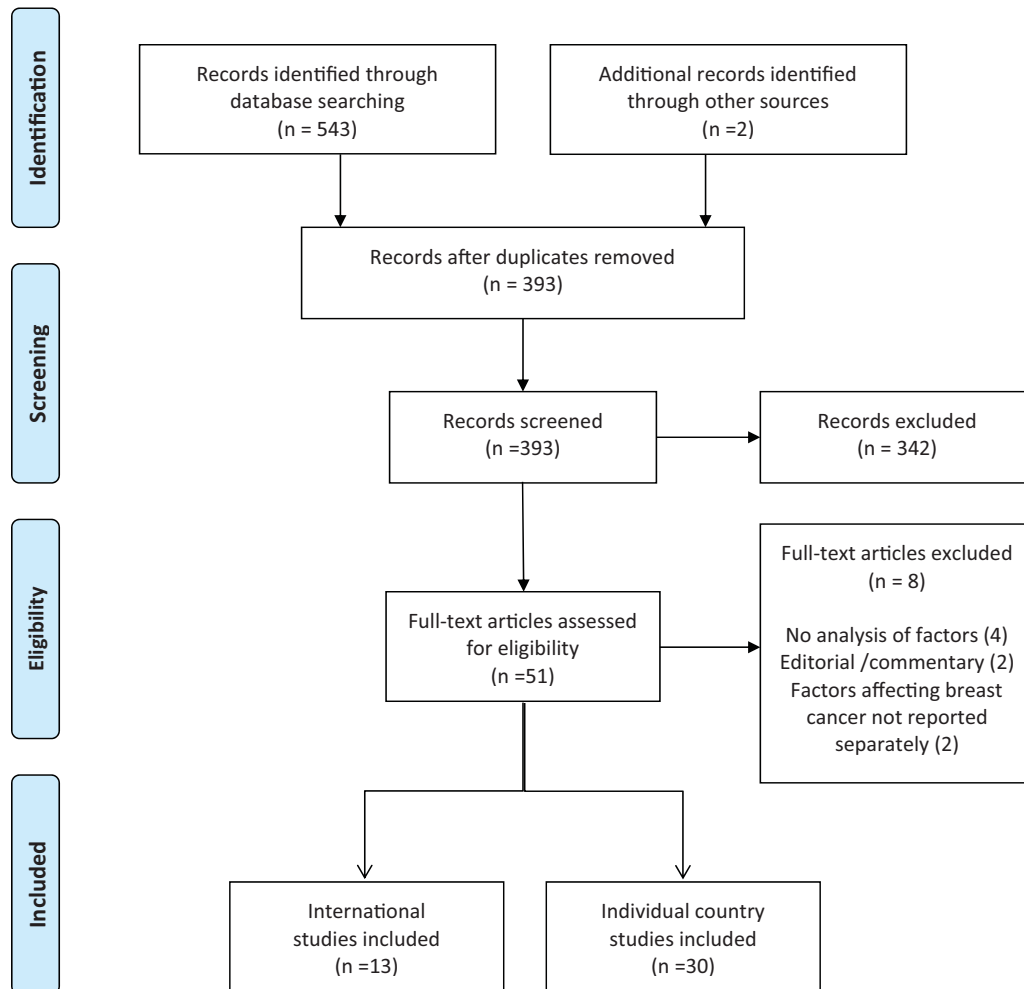 Identification
Records identified through
database searching
(n = 543)
Additional records identified
through other sources
(n =2)
Records after duplicates removed
(n = 393)
Screening
Records screened
(n =393)
Records excluded
(n = 342)
Eligibility
Full-text articles assessed
for eligibility
(n =51)
Full-text articles excluded
(n = 8)
No analysis of factors (4)
Editorial /commentary (2)
Factors affecting breast
cancer not reported
separately (2)
Included
International
studies included
(n =13)
Individual country
studies included
(n =30)